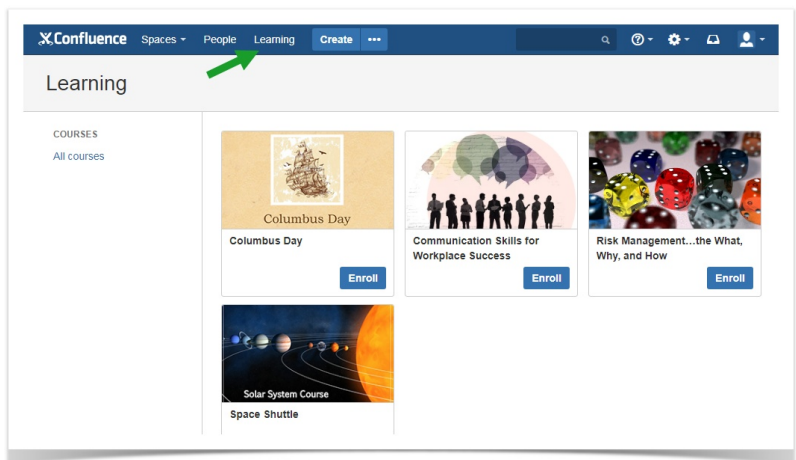 Confluence Spaces People Learning Create •••
Learning
COURSES
All courses
Columbus Day
Columbus Day
Enroll
Communication Skills for
Workplace Success
Enroll
Risk Management...the What,
Why, and How
Enroll
Solar System Course
Space Shuttle